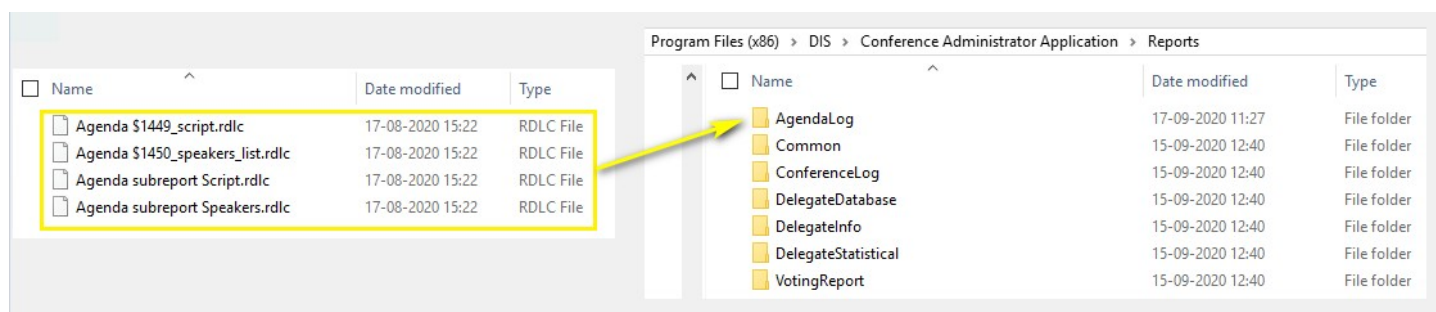 Program Files (x86) > DIS > Conference Administrator Application > Reports
Name Date modified Type
Agenda $1449_script.rdlc 17-08-2020 15:22 RDLC File
Agenda $1450_speakers_list.rdlc 17-08-2020 15:22 RDLC File
Agenda subreport Script.rdlc 17-08-2020 15:22 RDLC File
Agenda subreport Speakers.rdlc 17-08-2020 15:22 RDLC File
Name Date modified Type
AgendaLog 17-09-2020 11:27 File folder
Common 15-09-2020 12:40 File folder
ConferenceLog 15-09-2020 12:40 File folder
DelegateDatabase 15-09-2020 12:40 File folder
DelegateInfo 15-09-2020 12:40 File folder
DelegateStatistical 15-09-2020 12:40 File folder
VotingReport 15-09-2020 12:40 File folder